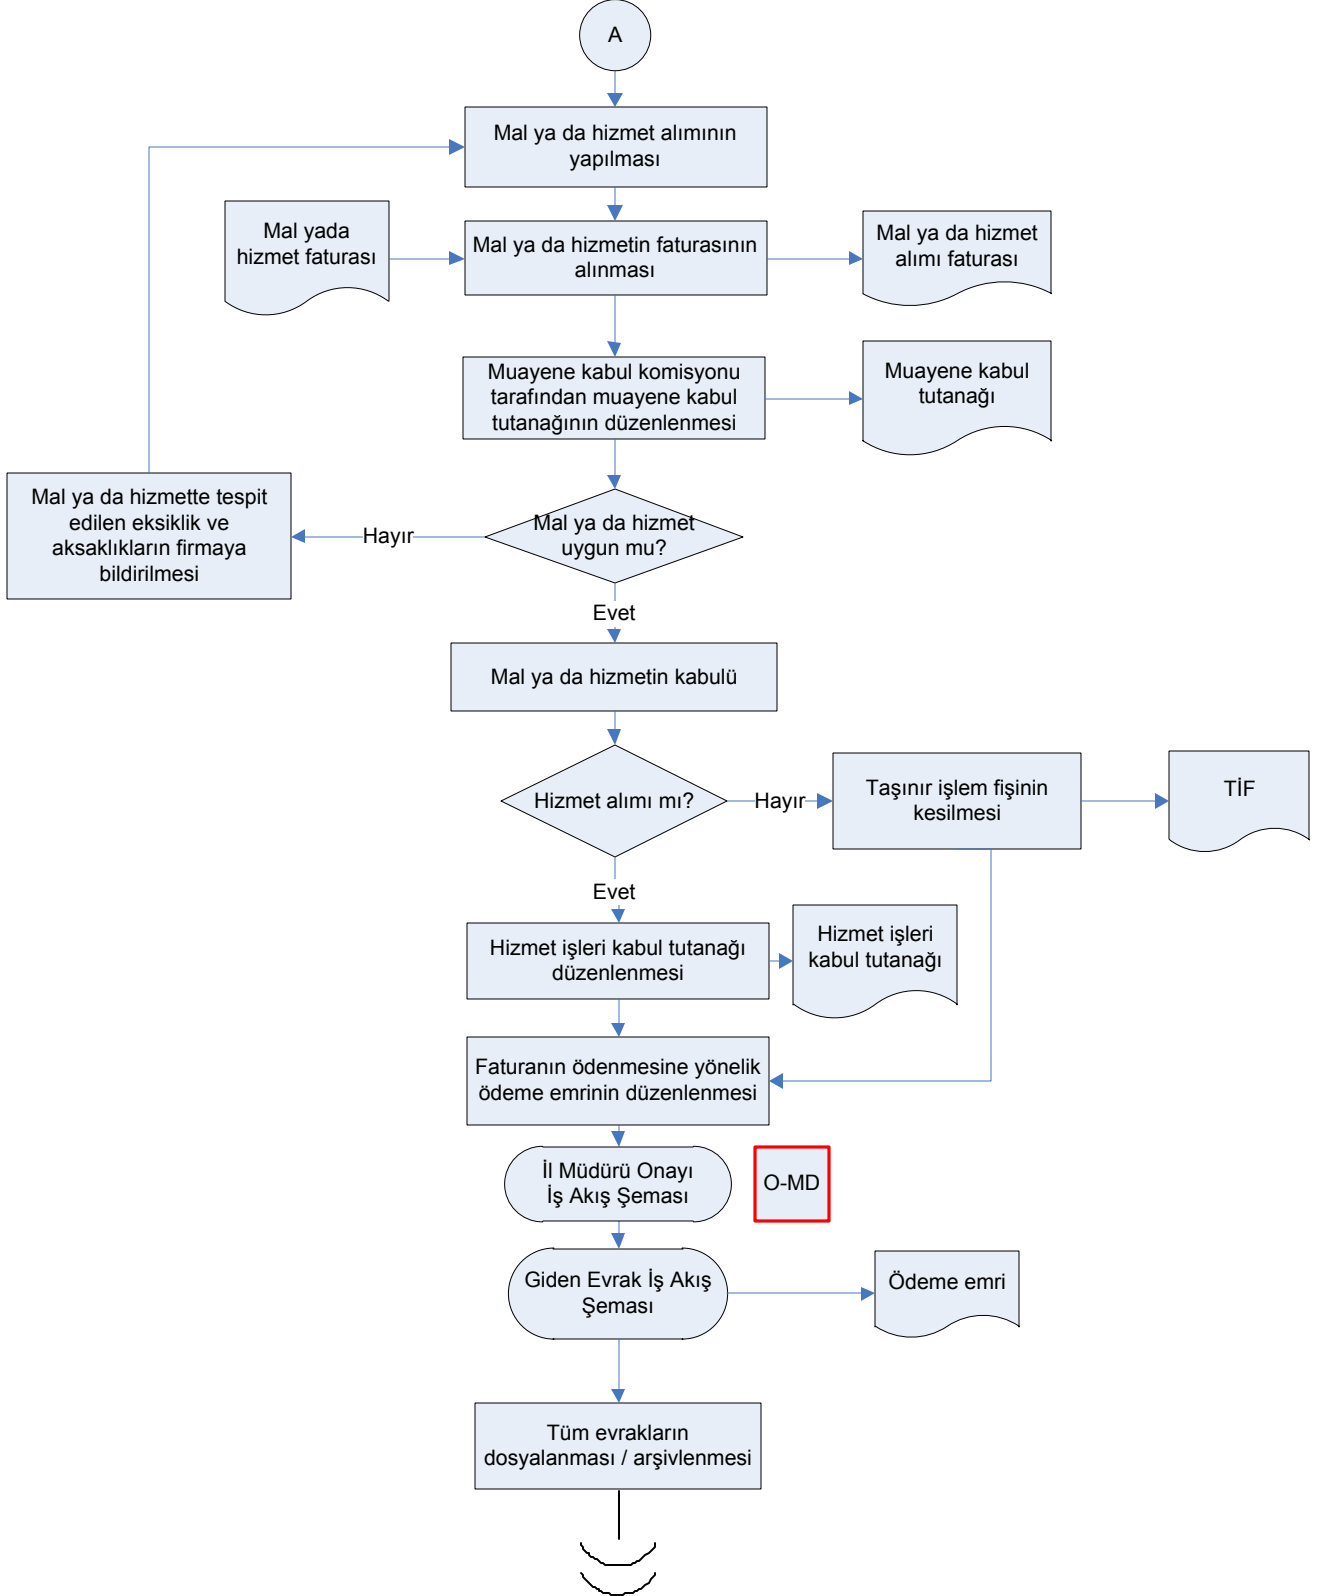 A
Mal ya da hizmet alımının
yapılması
Mal yada
hizmet faturası
Mal ya da hizmetin faturasının
alınması
Mal ya da hizmet
alımı faturası
Muayene kabul komisyonu
tarafından muayene kabul
tutanağının düzenlenmesi
Muayene kabul
tutanağı
Mal ya da hizmette tespit
edilen eksiklik ve
aksaklıkların firmaya
bildirilmesi
Hayır
Mal ya da hizmet
uygun mu?
Evet
Mal ya da hizmetin kabulü
Hizmet alımı mı?
Hayır
Taşınır işlem fişinin
kesilmesi
TİF
Evet
Hizmet işleri kabul tutanağı
düzenlenmesi
Hizmet işleri
kabul tutanağı
Faturanın ödenmesine yönelik
ödeme emrinin düzenlenmesi
İl Müdürü Onayı
İş Akış Şeması
O-MD
Giden Evrak İş Akış
Şeması
Ödeme emri
Tüm evrakların
dosyalanması / arşivlenmesi